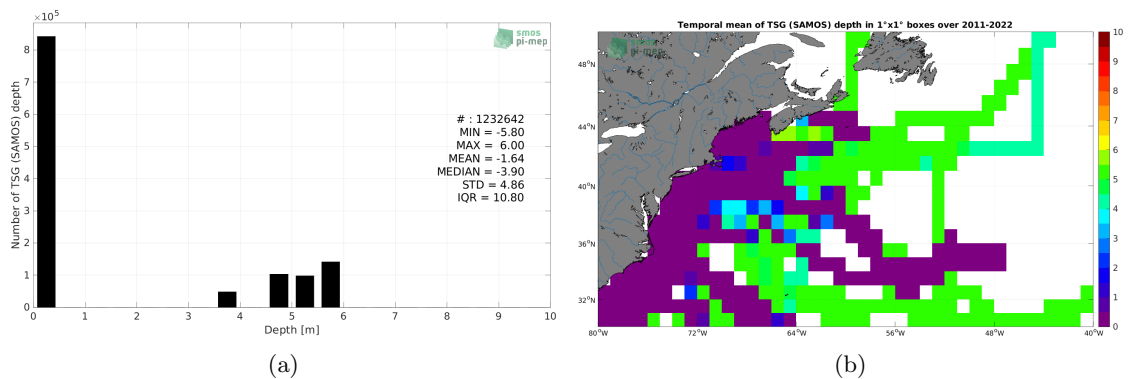 ×10⁵
smos
pi-mep
Number of TSG (SAMOS) depth
8
7
6
5
4
3
2
1
0
# : 1232642
MIN = -5.80
MAX = 6.00
MEAN = -1.64
MEDIAN = -3.90
STD = 4.86
IQR = 10.80
0 1 2 3 4 5 6 7 8 9 10
Depth [m]
(a)
Temporal mean of TSG (SAMOS) depth in 1°x1° boxes over 2011-2022
smos
pi-mep
48°N
44°N
40°N
36°N
32°N
80°W 72°W 64°W 56°W 48°W 40°W
10
9
8
7
6
5
4
3
2
1
0
(b)